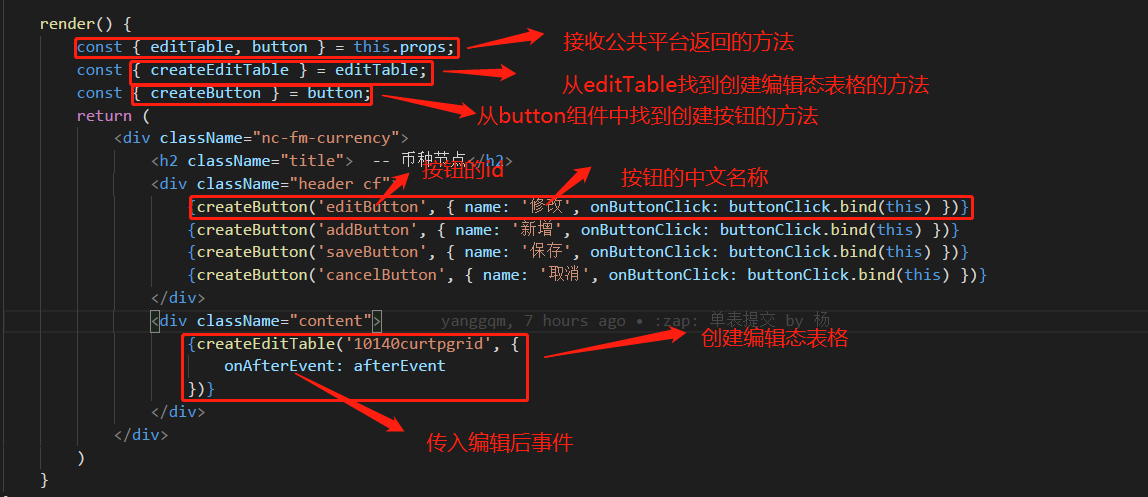 render() {
const { editTable, button } = this.props;
接收公共平台返回的方法
const { createEditTable } = editTable;
从editTable找到创建编辑态表格的方法
const { createButton } = button;
从button组件中找到创建按钮的方法
return (
<div className="nc-fm-currency">
<h2 className="title"> -- 币种节点</h2>
按钮的id
按钮的中文名称
<div className="header cf">
{createButton('editButton', { name: '修改', onButtonClick: buttonClick.bind(this) })}
{createButton('addButton', { name: '新增', onButtonClick: buttonClick.bind(this) })}
{createButton('saveButton', { name: '保存', onButtonClick: buttonClick.bind(this) })}
{createButton('cancelButton', { name: '取消', onButtonClick: buttonClick.bind(this) })}
</div>
<div className="content"> yanggqm, 7 hours ago • :zap: 单表提交 by 杨
创建编辑态表格
{createEditTable('10140curtpgrid', {
onAfterEvent: afterEvent
})}
</div>
传入编辑后事件
</div>
)
}